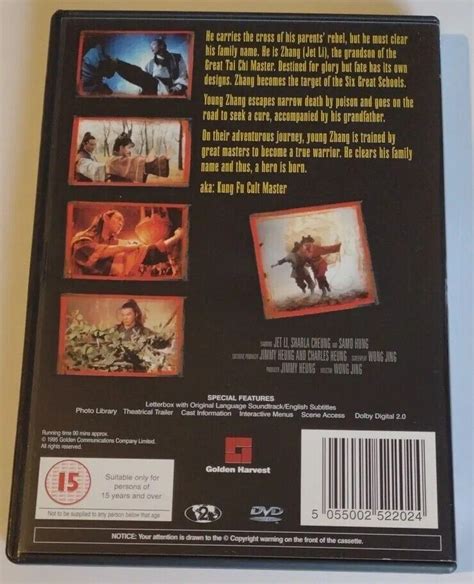 He carries the cross of his parents' rebel, but he must clear
his family name. He is Zhang (Jet Li), the grandson of the
Great Tai Chi Master. Destined for glory but fate has its own
designs. Zhang becomes the target of the Six Great Schools.
Young Zhang escapes narrow death by poison and goes on the
road to seek a cure, accompanied by his grandfather.
On their adventurous journey, young Zhang is trained by
great masters to become a true warrior. He clears his family
name and thus, a hero is born.
aka: Kung Fu Cult Master
STARRING JET LI, SHARLA CHEUNG AND SAMO HUNG
EXECUTIVE PRODUCER JIMMY HEUNG AND CHARLES HEUNG SCREENPLAY WONG JING
PRODUCER JIMMY HEUNG DIRECTOR WONG JING
SPECIAL FEATURES
Letterbox with Original Language Soundtrack/English Subtitles
Photo Library Theatrical Trailer Cast Information Interactive Menus Scene Access Dolby Digital 2.0
Running time 90 mins approx.
© 1995 Golden Communications Company Limited.
All rights reserved.
15
Suitable only for
persons of
15 years and over
Not to be supplied to any person below that age
Golden Harvest
2
DVD
VIDEO
5 055002 522024
NOTICE: Your attention is drawn to the © Copyright warning on the front of the cassette.